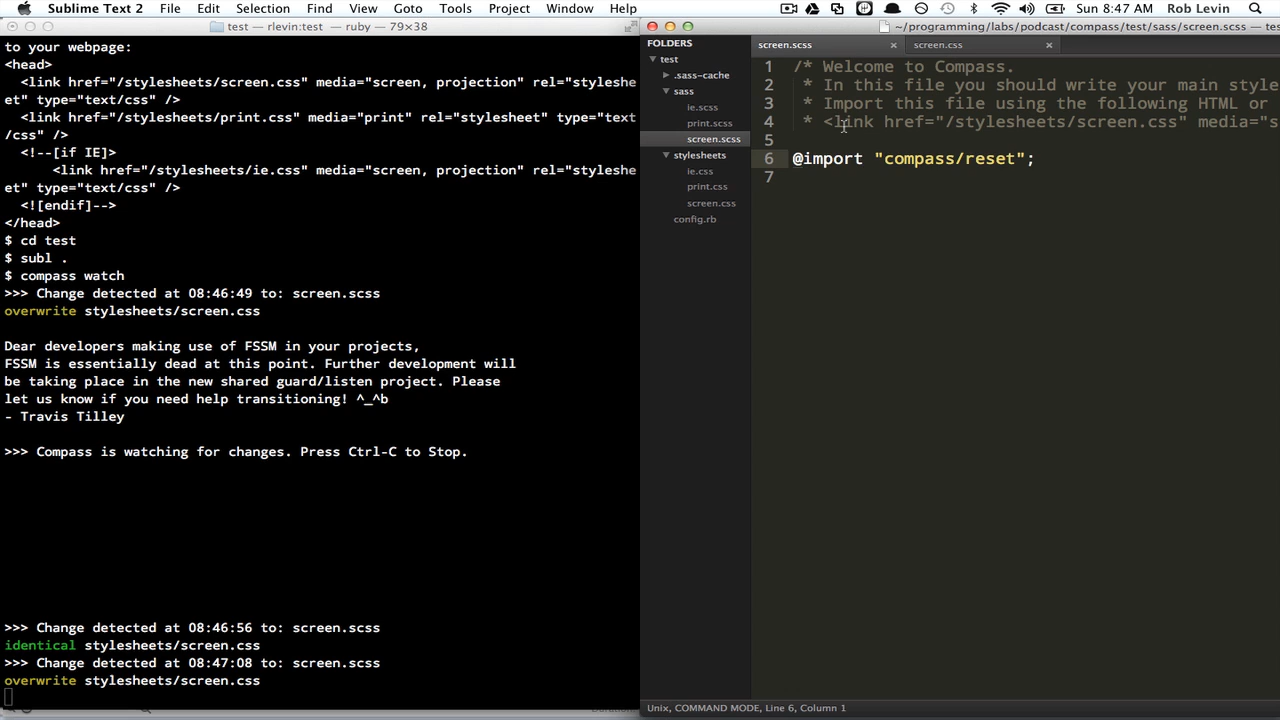 Sublime Text 2 File Edit Selection Find View Goto Tools Project Window Help Sun 8:47 AM Rob Levin
test — rlevin:test — ruby — 79×38
to your webpage:
<head>
  <link href="/stylesheets/screen.css" media="screen, projection" rel="styleshe
et" type="text/css" />
  <link href="/stylesheets/print.css" media="print" rel="stylesheet" type="text
/css" />
  <!--[if IE]>
      <link href="/stylesheets/ie.css" media="screen, projection" rel="styleshe
et" type="text/css" />
  <![endif]-->
</head>
$ cd test
$ subl .
$ compass watch
>>> Change detected at 08:46:49 to: screen.scss
overwrite stylesheets/screen.css
Dear developers making use of FSSM in your projects,
FSSM is essentially dead at this point. Further development will
be taking place in the new shared guard/listen project. Please
let us know if you need help transitioning! ^_^b
- Travis Tilley
>>> Compass is watching for changes. Press Ctrl-C to Stop.
>>> Change detected at 08:46:56 to: screen.scss
identical stylesheets/screen.css
>>> Change detected at 08:47:08 to: screen.scss
overwrite stylesheets/screen.css
~/programming/labs/podcast/compass/test/sass/screen.scss — tes
FOLDERS
test
.sass-cache
sass
ie.scss
print.scss
screen.scss
stylesheets
ie.css
print.css
screen.css
config.rb
screen.scss × screen.css ×
1 /* Welcome to Compass.
2  * In this file you should write your main style
3  * Import this file using the following HTML or
4  * <link href="/stylesheets/screen.css" media="s
5
6 @import "compass/reset";
7
Unix, COMMAND MODE, Line 6, Column 1